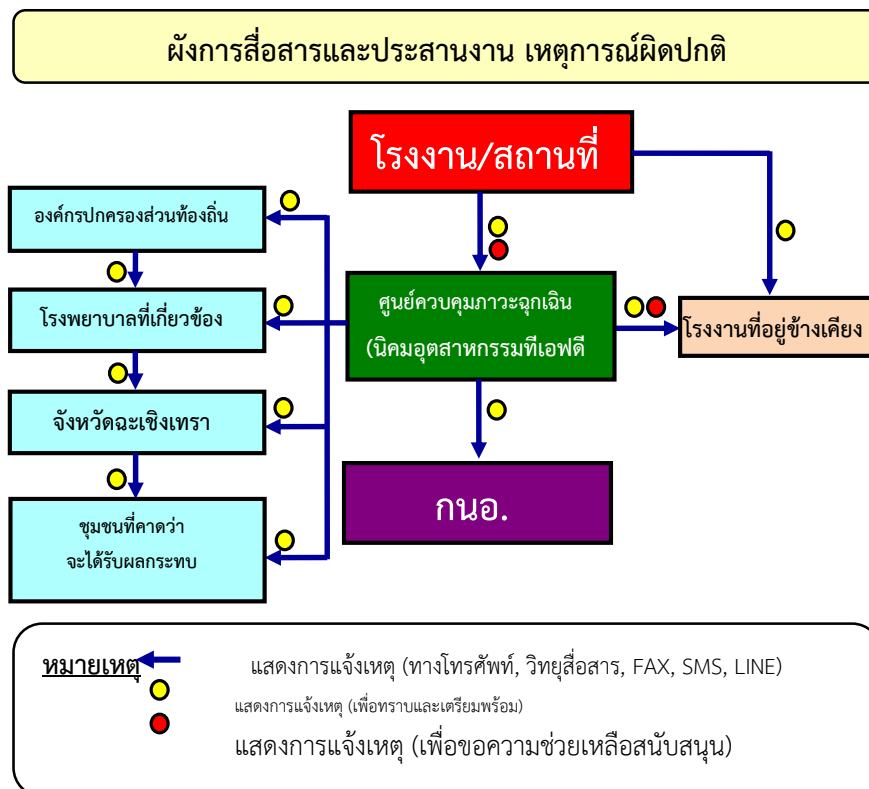 ผังการสื่อสารและประสานงาน เหตุการณ์ผิดปกติ
โรงงาน/สถานที่
องค์กรปกครองส่วนท้องถิ่น
โรงพยาบาลที่เกี่ยวข้อง
จังหวัดฉะเชิงเทรา
ชุมชนที่คาดว่า
จะได้รับผลกระทบ
ศูนย์ควบคุมภาวะฉุกเฉิน
(นิคมอุตสาหกรรมทีเอฟดี
โรงงานที่อยู่ข้างเคียง
กนอ.
หมายเหตุ
แสดงการแจ้งเหตุ (ทางโทรศัพท์, วิทยุสื่อสาร, FAX, SMS, LINE)
แสดงการแจ้งเหตุ (เพื่อทราบและเตรียมพร้อม)
แสดงการแจ้งเหตุ (เพื่อขอความช่วยเหลือสนับสนุน)